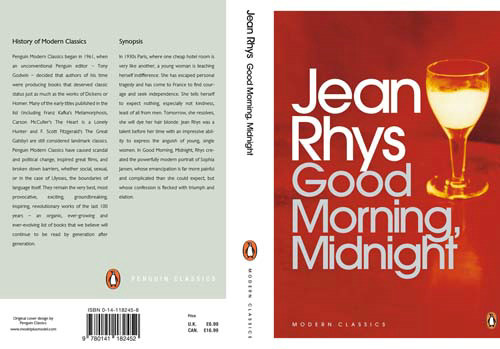 History of Modern Classics
Penguin Modern Classics began in 1961, when
an unconventional Penguin editor – Tony
Godwin – decided that authors of his time
were producing books that deserved classic
status just as much as the works of Dickens or
Homer. Many of the early titles published in the
list (including Franz Kafka's Metamorphosis,
Carson McCuller's The Heart is a Lonely
Hunter and F. Scott Fitzgerald's The Great
Gatsby) are still considered landmark classics.
Penguin Modern Classics have caused scandal
and political change, inspired great films, and
broken down barriers, whether social, sexual,
or in the case of Ulysses, the boundaries of
language itself. They remain the very best, most
provocative, exciting, groundbreaking,
inspiring, revolutionary works of the last 100
years – an organic, ever-growing and
ever-evolving list of books that we believe will
continue to be read by generation after
generation.
Synopsis
In 1930s Paris, where one cheap hotel room is
very like another, a young woman is teaching
herself indifference. She has escaped personal
tragedy and has come to France to find cour-
age and seek independence. She tells herself
to expect nothing, especially not kindness,
least of all from men. Tomorrow, she resolves,
she will dye her hair blonde. Jean Rhys was a
talent before her time with an impressive abili-
ty to express the anguish of young, single
women. In Good Morning, Midnight, Rhys cre-
ated the powerfully modern portrait of Sophia
Jansen, whose emancipation is far more painful
and complicated than she could expect, but
whose confession is flecked with triumph and
elation.
PENGUIN CLASSICS
Original cover design by
Penguin Classics
ISBN 0-14-118245-8
9 780141 182452
U.K. £6.99
CAN. £16.99
Jean Rhys Good Morning, Midnight
MODERN CLASSICS
Jean
Rhys
Good
Morning,
Midnight
MODERN CLASSICS